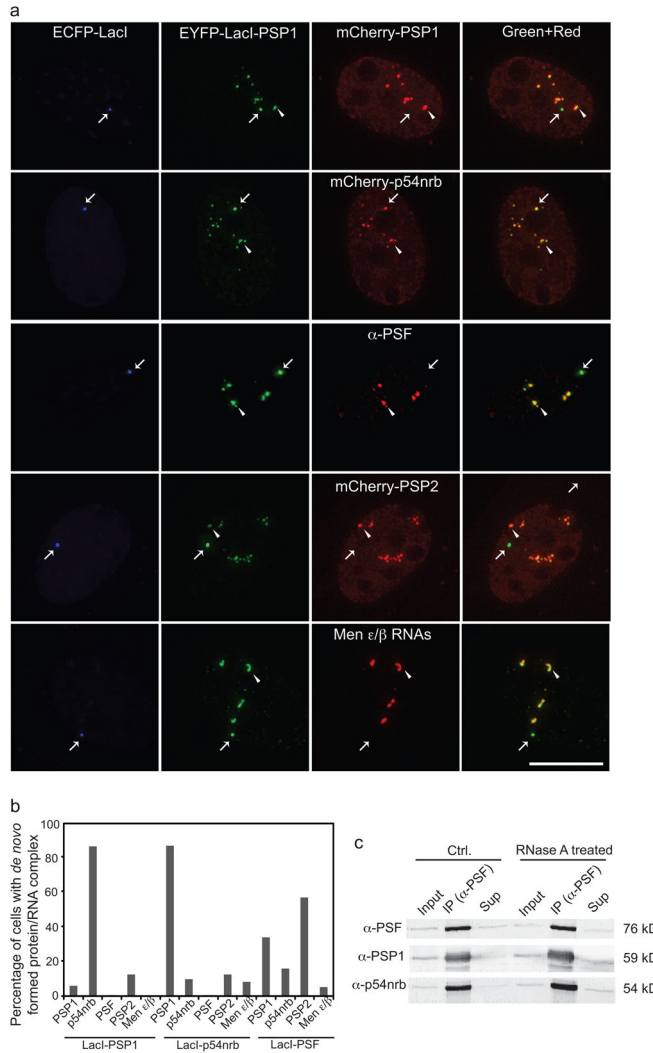 a
ECFP-LacI EYFP-LacI-PSP1 mCherry-PSP1 Green+Red
mCherry-p54nrb
α-PSF
mCherry-PSP2
Men ε/β RNAs
b
Percentage of cells with de novo
formed protein/RNA complex
100
80
60
40
20
0
PSP1 p54nrb PSF PSP2 Men ε/β PSP1 p54nrb PSF PSP2 Men ε/β PSP1 p54nrb PSP2 Men ε/β
LacI-PSP1 LacI-p54nrb LacI-PSF
c
Ctrl. RNase A treated
Input IP (α-PSF) Sup Input IP (α-PSF) Sup
α-PSF 76 kD
α-PSP1 59 kD
α-p54nrb 54 kD